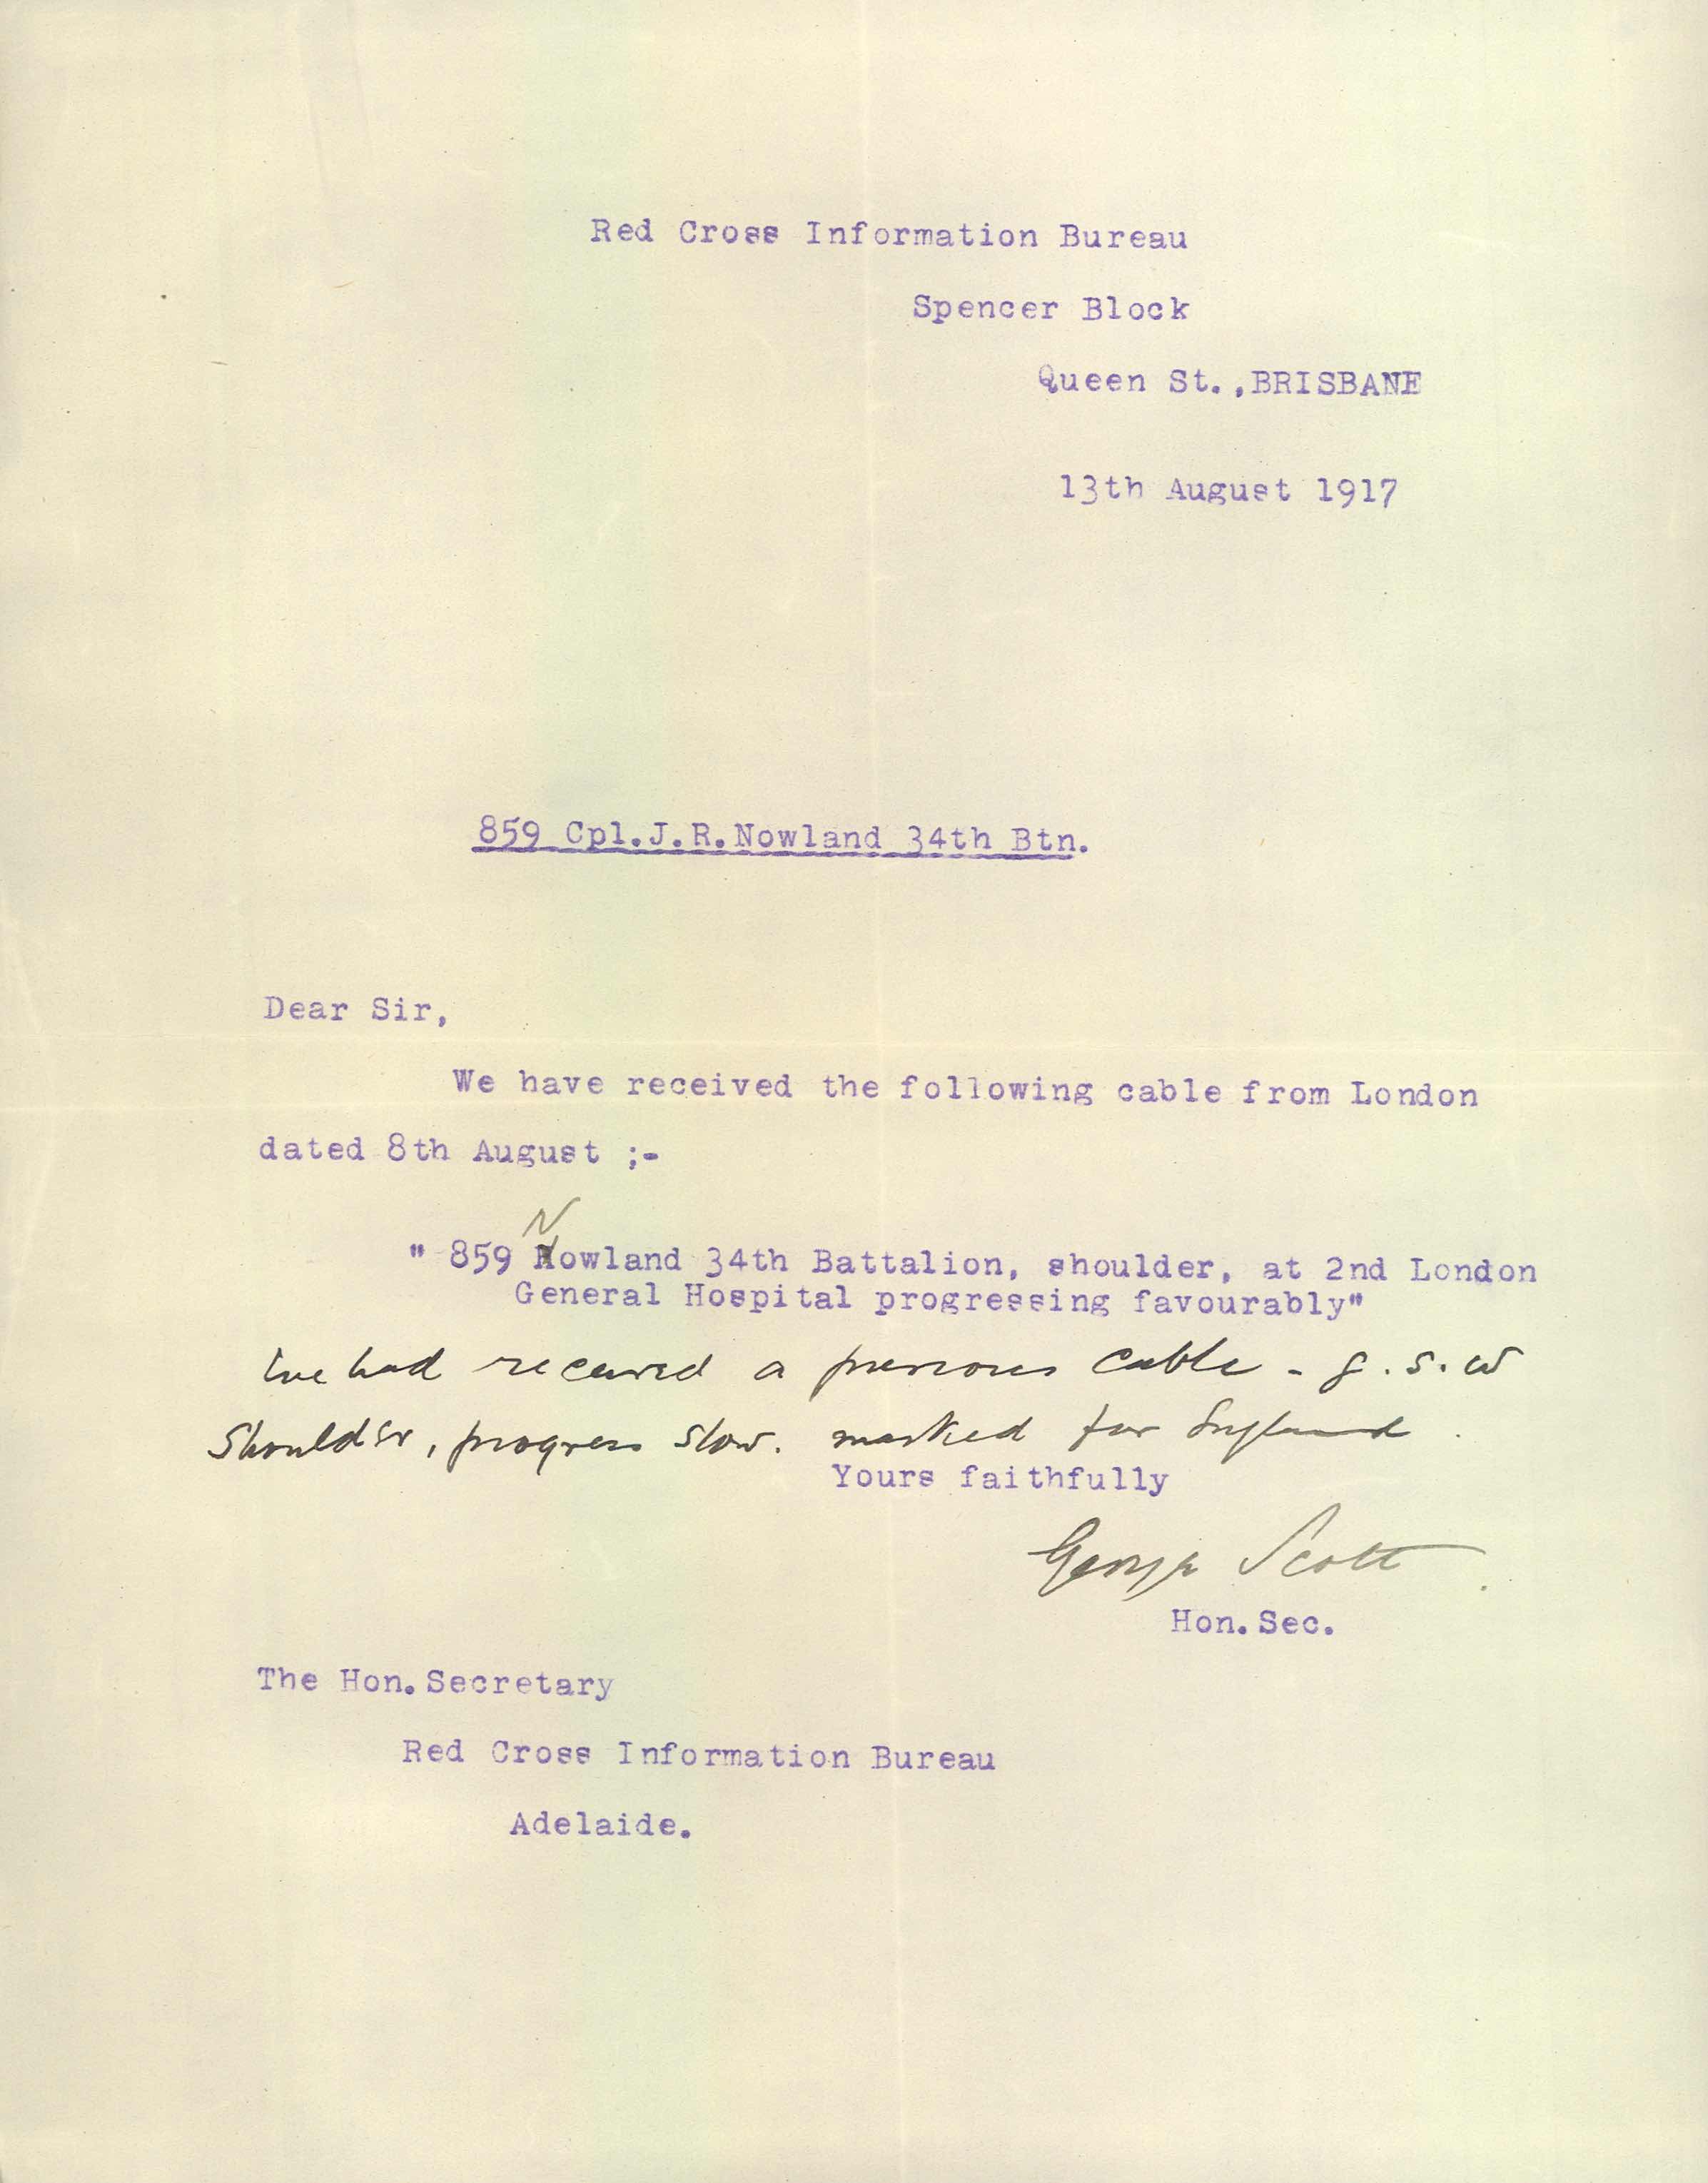 Red Cross Information Bureau
Spencer Block
Queen St.,BRISBANE
13th August 1917
859 Cpl.J.R.Nowland 34th Btn.
Dear Sir,
We have received the following cable from London
dated 8th August ;-
N
" 859 Nowland 34th Battalion, shoulder, at 2nd London
General Hospital progressing favourably"
We had received a previous cable - g.s.w
Shoulder, progress slow. marked for England.
Yours faithfully
George Scott.
Hon.Sec.
The Hon.Secretary
Red Cross Information Bureau
Adelaide.